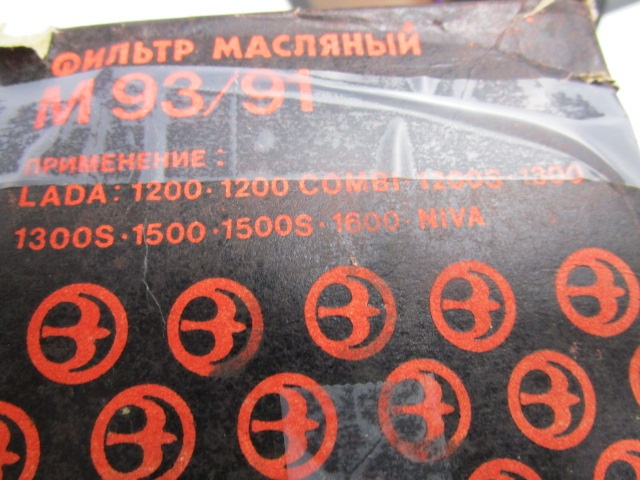 ФИЛЬТР МАСЛЯНЫЙ
М 93/91
ПРИМЕНЕНИЕ:
LADA: 1200·1200 COMBI·1200S·1300
1300S·1500·1500S·1600·NIVA